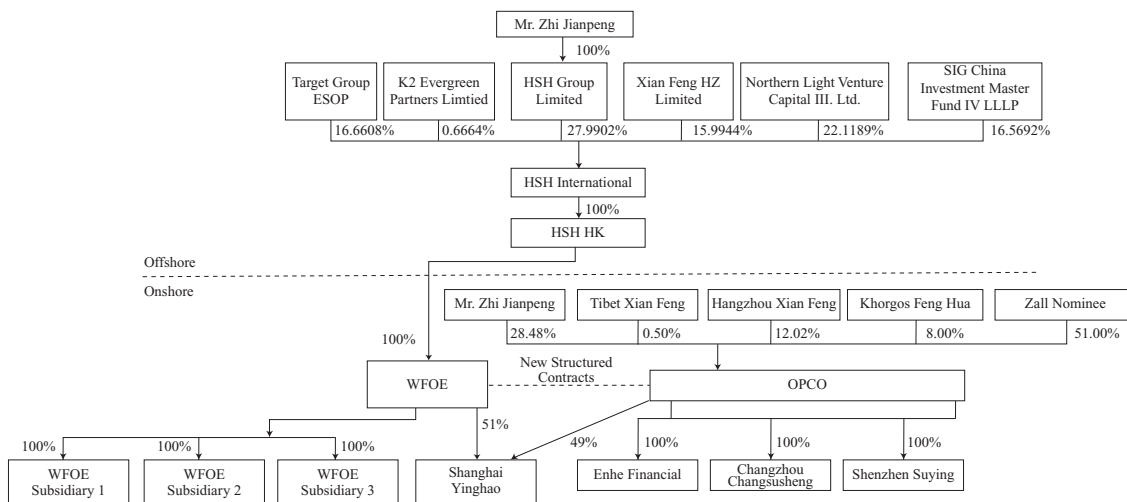 Mr. Zhi Jianpeng
100%
Target Group
ESOP
K2 Evergreen
Partners Limtied
HSH Group
Limited
Xian Feng HZ
Limited
Northern Light Venture
Capital III. Ltd.
SIG China
Investment Master
Fund IV LLLP
16.6608%
0.6664%
27.9902%
15.9944%
22.1189%
16.5692%
HSH International
100%
HSH HK
Offshore
Onshore
Mr. Zhi Jianpeng
Tibet Xian Feng
Hangzhou Xian Feng
Khorgos Feng Hua
Zall Nominee
28.48%
0.50%
12.02%
8.00%
51.00%
100%
New Structured
Contracts
WFOE
OPCO
51%
49%
100%
100%
100%
100%
100%
100%
WFOE
Subsidiary 1
WFOE
Subsidiary 2
WFOE
Subsidiary 3
Shanghai
Yinghao
Enhe Financial
Changzhou
Changsusheng
Shenzhen Suying